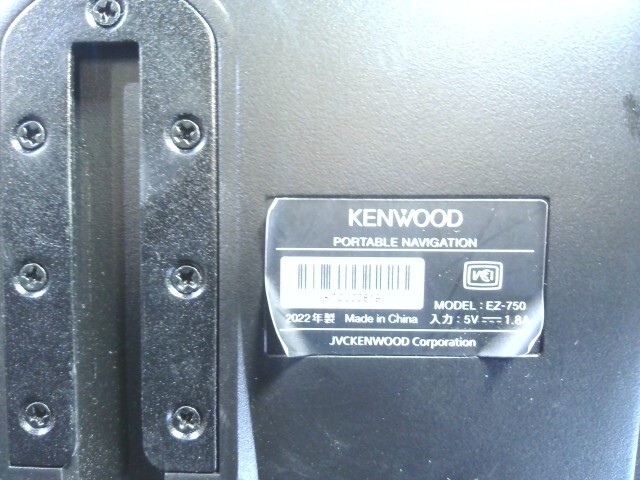 KENWOOD
PORTABLE NAVIGATION
MODEL : EZ-750
2022年製 Made in China 入力 : 5V⎓1.8A
JVCKENWOOD Corporation